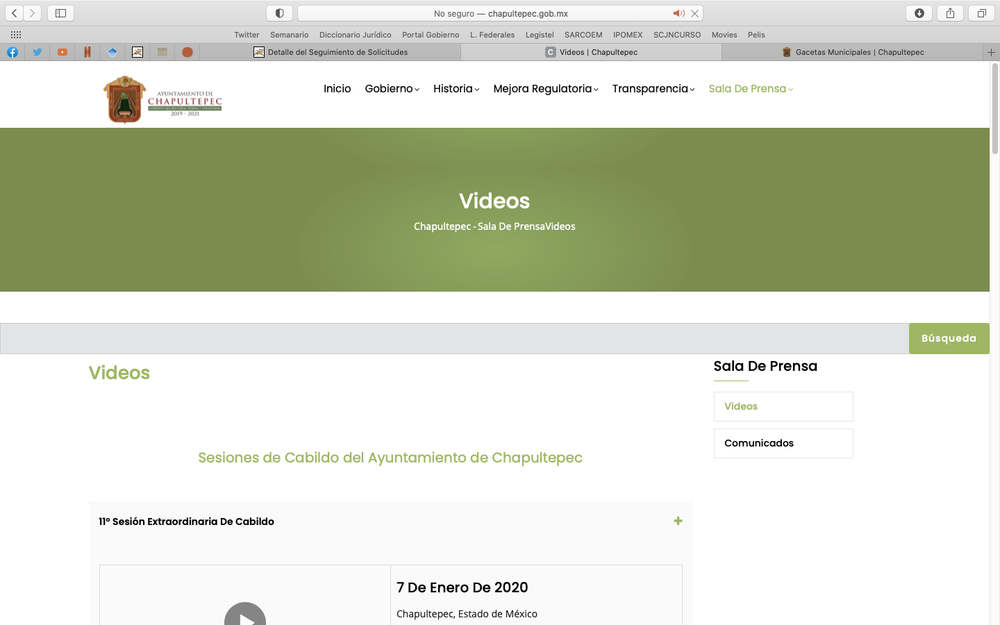 No seguro — chapultepec.gob.mx
Twitter Semanario Diccionario Jurídico Portal Gobierno L. Federales Legistel SARCOEM IPOMEX SCJNCURSO Movies Pelis
Detalle del Seguimiento de Solicitudes
C Videos | Chapultepec
Gacetas Municipales | Chapultepec
AYUNTAMIENTO DE
CHAPULTEPEC
2019 - 2021
Inicio Gobierno Historia Mejora Regulatoria Transparencia Sala De Prensa
Videos
Chapultepec - Sala De PrensaVideos
Búsqueda
Videos
Sesiones de Cabildo del Ayuntamiento de Chapultepec
11º Sesión Extraordinaria De Cabildo
7 De Enero De 2020
Chapultepec, Estado de México
Sala De Prensa
Videos
Comunicados